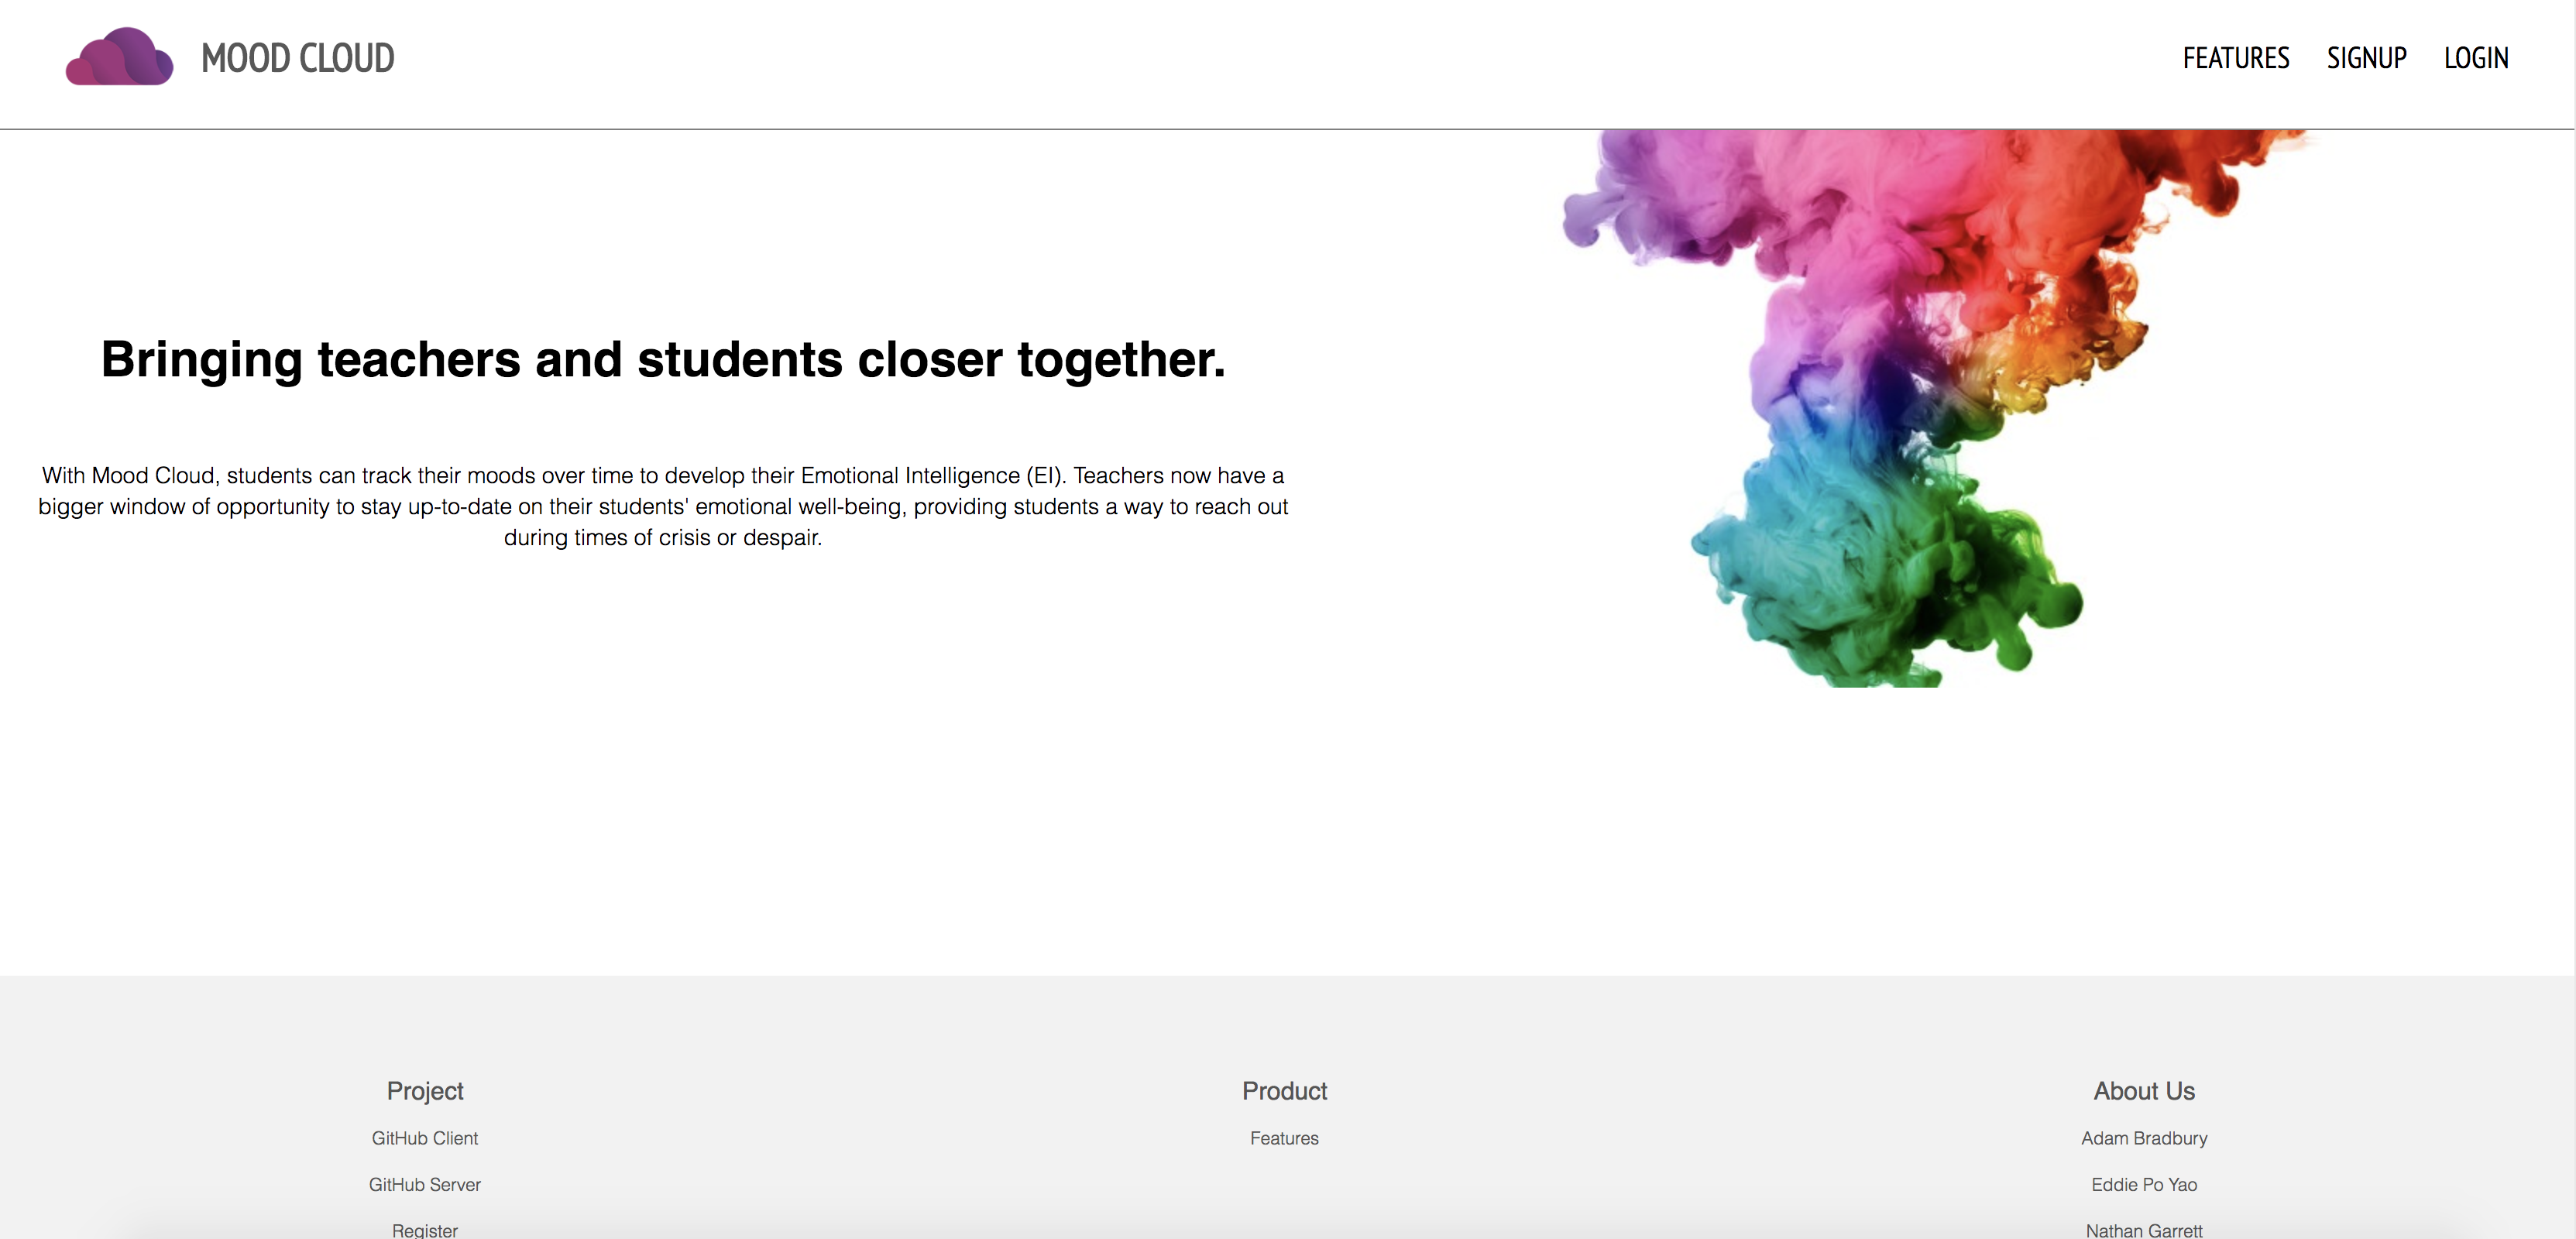 MOOD CLOUD
FEATURES SIGNUP LOGIN
Bringing teachers and students closer together.
With Mood Cloud, students can track their moods over time to develop their Emotional Intelligence (EI). Teachers now have a
bigger window of opportunity to stay up-to-date on their students' emotional well-being, providing students a way to reach out
during times of crisis or despair.
Project
GitHub Client
GitHub Server
Register
Product
Features
About Us
Adam Bradbury
Eddie Po Yao
Nathan Garrett